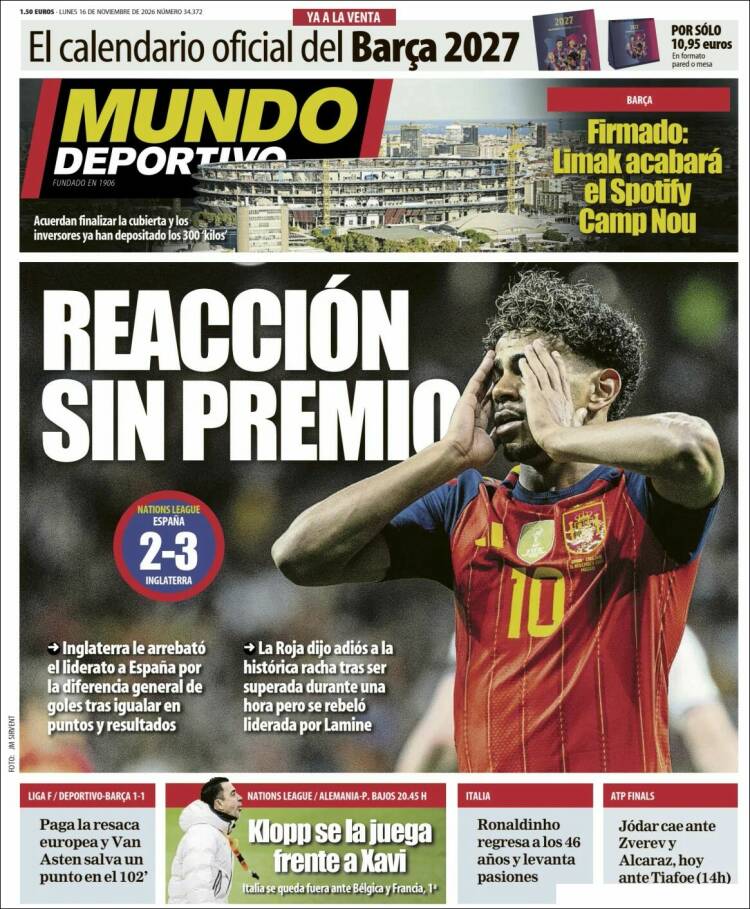 1.50 EUROS - LUNES 16 DE NOVIEMBRE DE 2026 NÚMERO 34.372
YA A LA VENTA
El calendario oficial del Barça 2027
POR SÓLO
10,95 euros
En formato
pared o mesa
2027
2027
MUNDO
DEPORTIVO
FUNDADO EN 1906
Acuerdan finalizar la cubierta y los
inversores ya han depositado los 300 'kilos'
BARÇA
Firmado:
Limak acabará
el Spotify
Camp Nou
REACCIÓN
SIN PREMIO
NATIONS LEAGUE
ESPAÑA
2-3
INGLATERRA
➔ Inglaterra le arrebató
el liderato a España por
la diferencia general de
goles tras igualar en
puntos y resultados
➔ La Roja dijo adiós a la
histórica racha tras ser
superada durante una
hora pero se rebeló
liderada por Lamine
10
FOTO: JM SIRVENT
LIGA F / DEPORTIVO-BARÇA 1-1
Paga la resaca
europea y Van
Asten salva un
punto en el 102'
NATIONS LEAGUE / ALEMANIA-P. BAJOS 20.45 H
Klopp se la juega
frente a Xavi
Italia se queda fuera ante Bélgica y Francia, 1ª
ITALIA
Ronaldinho
regresa a los 46
años y levanta
pasiones
ATP FINALS
Jódar cae ante
Zverev y
Alcaraz, hoy
ante Tiafoe (14h)